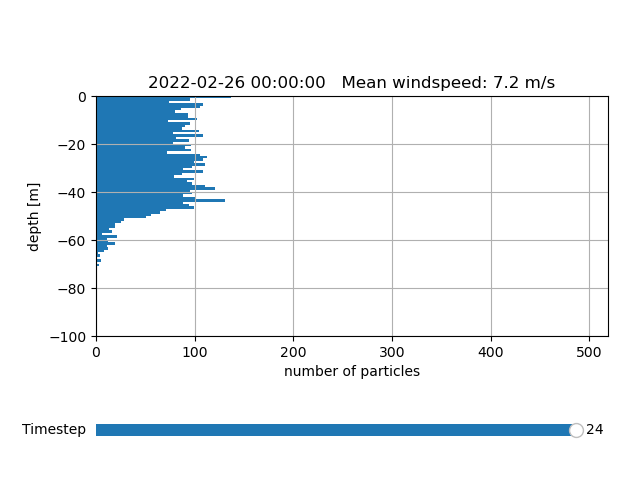 2022-02-26 00:00:00   Mean windspeed: 7.2 m/s
0
−20
−40
−60
−80
−100
depth [m]
0 100 200 300 400 500
number of particles
Timestep 24